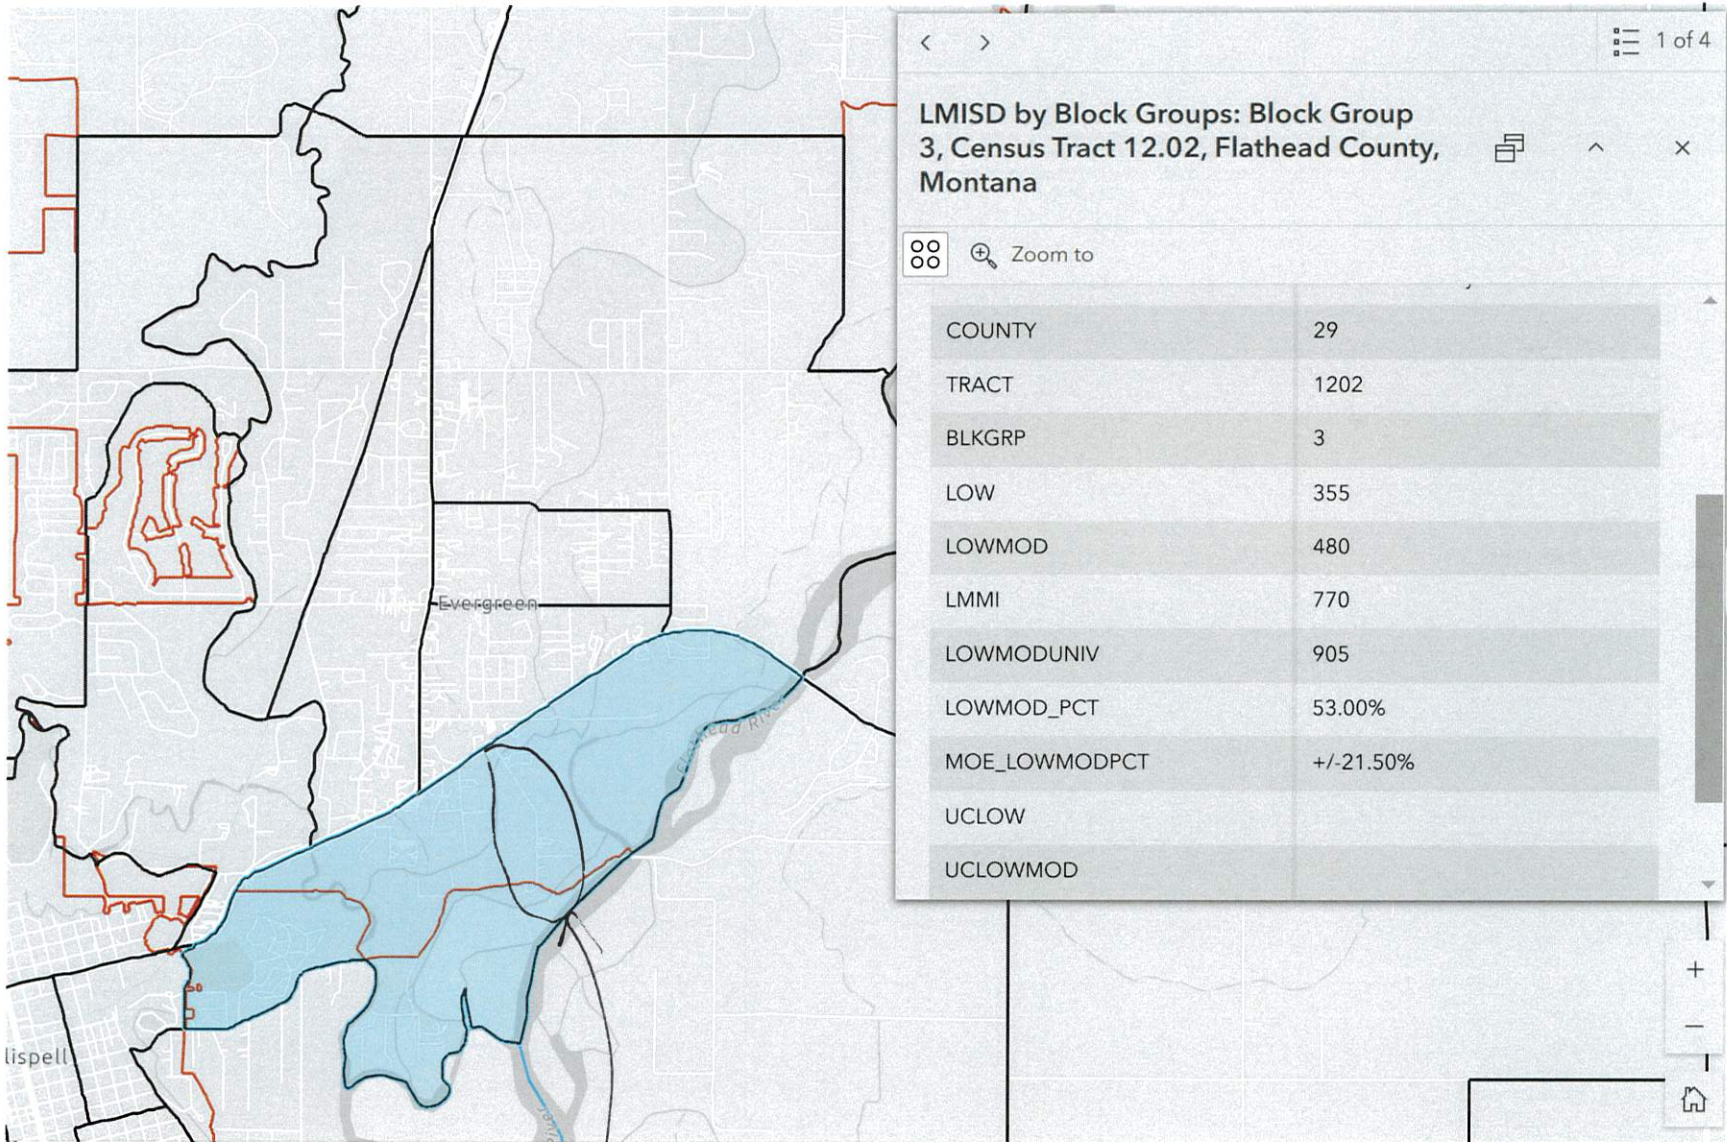 1 of 4
LMISD by Block Groups: Block Group
3, Census Tract 12.02, Flathead County,
Montana
Zoom to
COUNTY 29
TRACT 1202
BLKGRP 3
LOW 355
LOWMOD 480
LMMI 770
LOWMODUNIV 905
LOWMOD_PCT 53.00%
MOE_LOWMODPCT +/-21.50%
UCLOW
UCLOWMOD
Evergreen
Flathead River
lispell